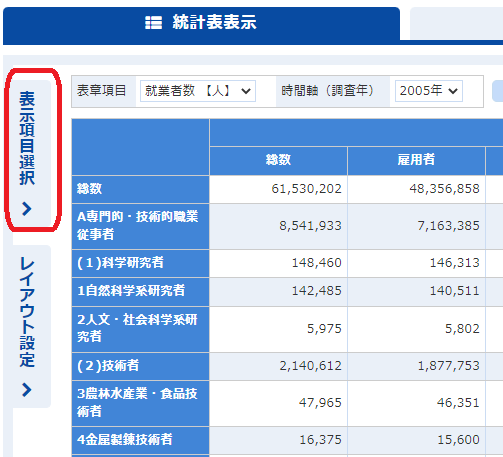 統計表表示
表示項目選択
レイアウト設定
表章項目 就業者数 【人】 時間軸（調査年） 2005年
総数 雇用者
総数 61,530,202 48,356,858
A専門的・技術的職業
従事者 8,541,933 7,163,385
(１)科学研究者 148,460 146,313
1自然科学系研究者 142,485 140,511
2人文・社会科学系研
究者 5,975 5,802
(２)技術者 2,140,612 1,877,753
3農林水産業・食品技
術者 47,965 46,351
4金属製錬技術者 16,375 15,600